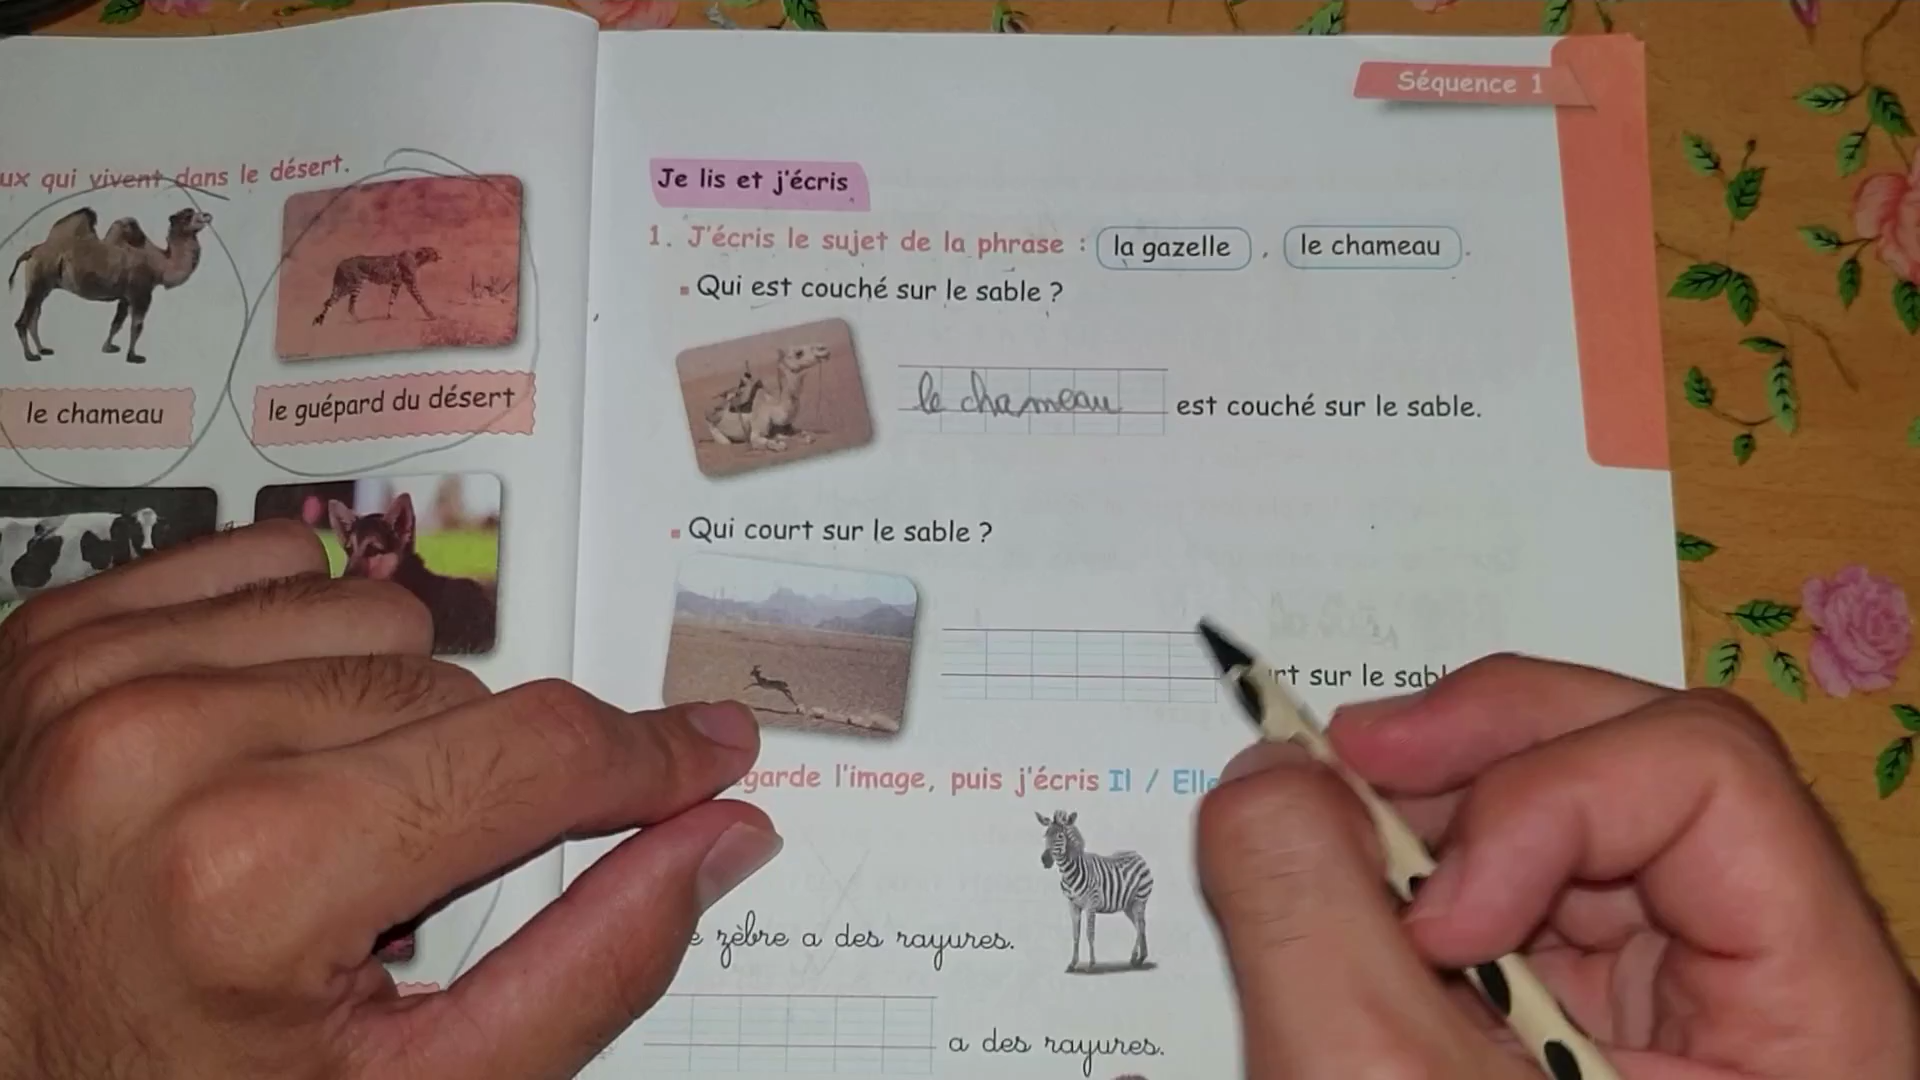 Séquence 1
ux qui vivent dans le désert.
le chameau
le guépard du désert
Je lis et j'écris
1. J'écris le sujet de la phrase : la gazelle , le chameau .
Qui est couché sur le sable ?
le chameau est couché sur le sable.
Qui court sur le sable ?
rt sur le sabl
garde l'image, puis j'écris Il / Elle
zèbre a des rayures.
a des rayures.